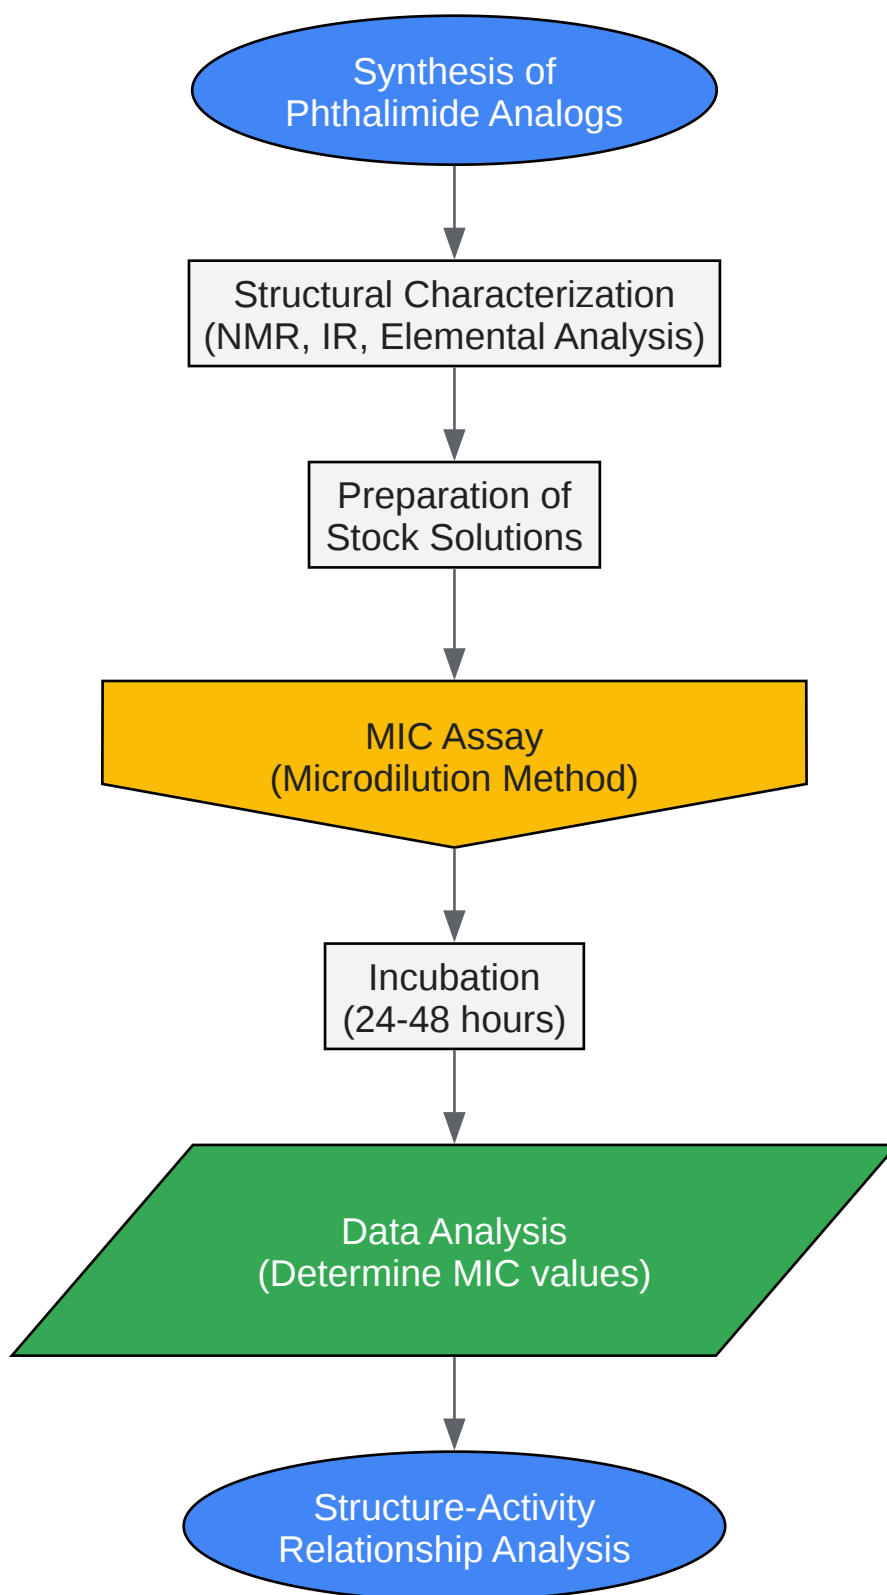 Synthesis of
Phthalimide Analogs
Structural Characterization
(NMR, IR, Elemental Analysis)
Preparation of
Stock Solutions
MIC Assay
(Microdilution Method)
Incubation
(24-48 hours)
Data Analysis
(Determine MIC values)
Structure-Activity
Relationship Analysis